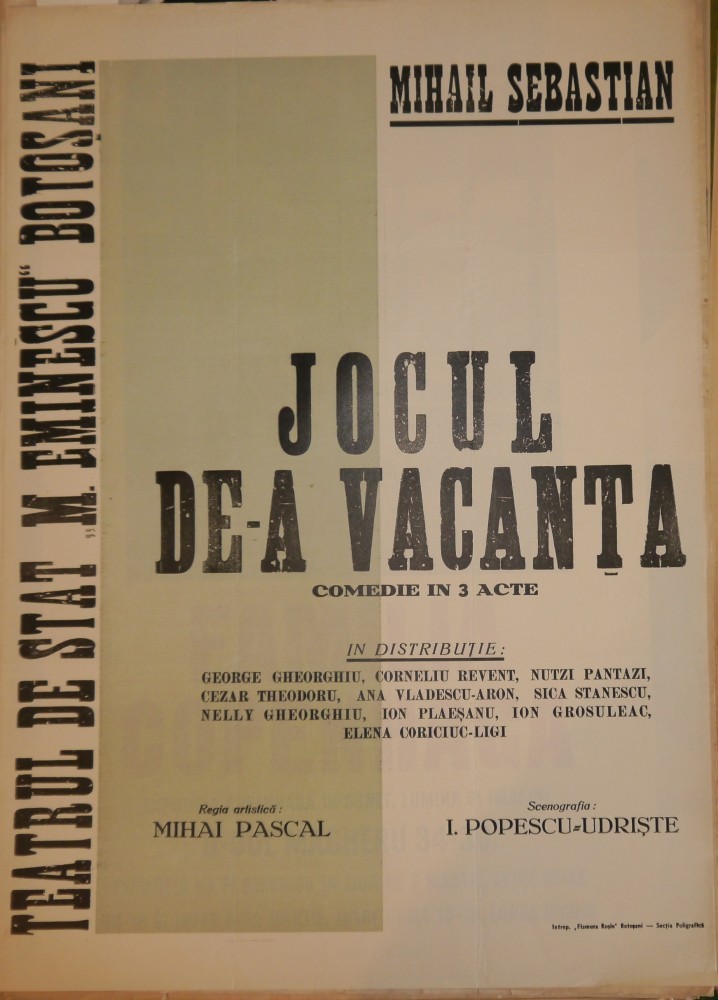 TEATRUL DE STAT „M. EMINESCU“ BOTOȘANI
MIHAIL SEBASTIAN
JOCUL
DE-A VACANȚA
COMEDIE IN 3 ACTE
IN DISTRIBUȚIE:
GEORGE GHEORGHIU, CORNELIU REVENT, NUTZI PANTAZI,
CEZAR THEODORU, ANA VLADESCU-ARON, SICA STANESCU,
NELLY GHEORGHIU, ION PLAEȘANU, ION GROSULEAC,
ELENA CORICIUC-LIGI
Regia artistică:
MIHAI PASCAL
Scenografia:
I. POPESCU-UDRIȘTE
Intrep. „Flamura Roșie” Botoșani — Secția Poligrafică